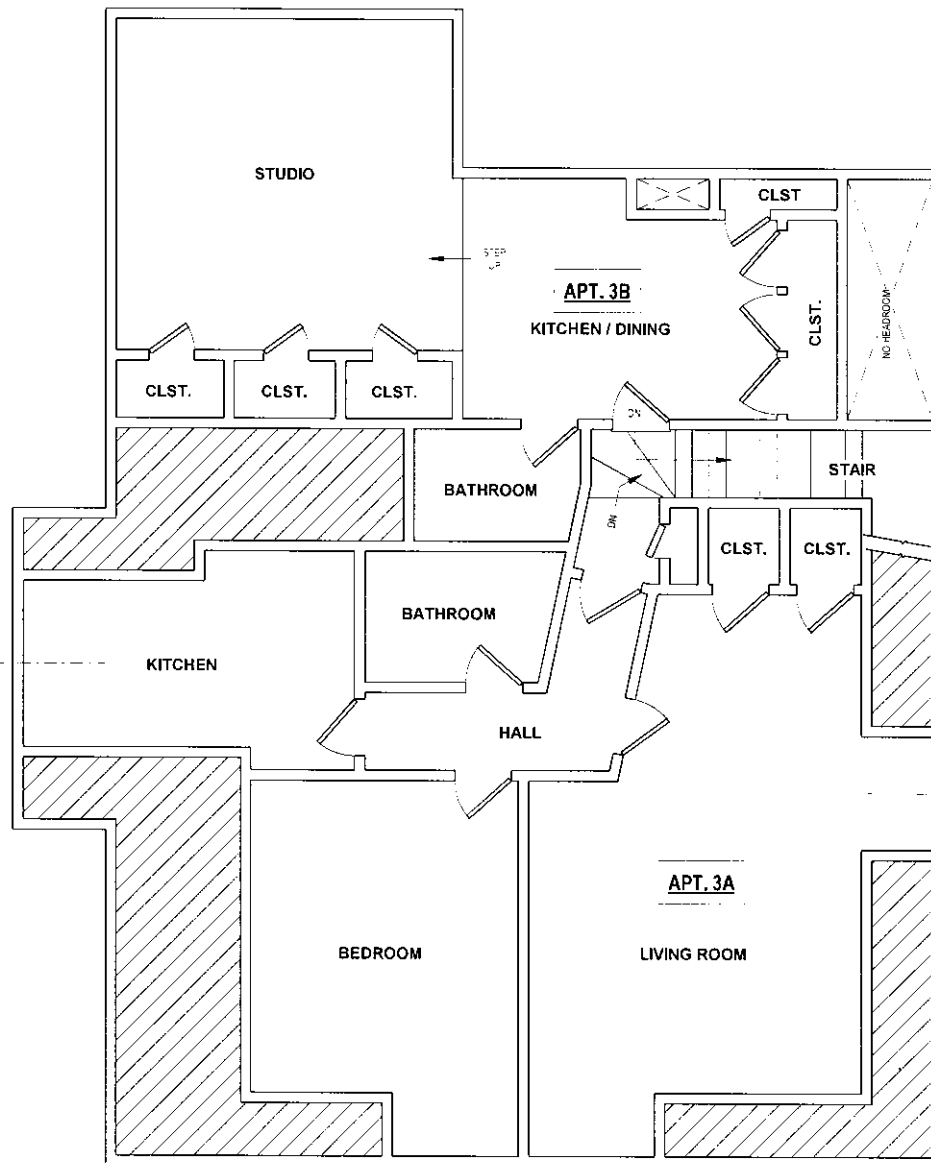 STUDIO
CLST
STEP
UP
APT. 3B
KITCHEN / DINING
CLST.
NO HEADROOM
CLST.
CLST.
CLST.
DN
STAIR
BATHROOM
DN
CLST.
CLST.
BATHROOM
KITCHEN
HALL
APT. 3A
BEDROOM
LIVING ROOM